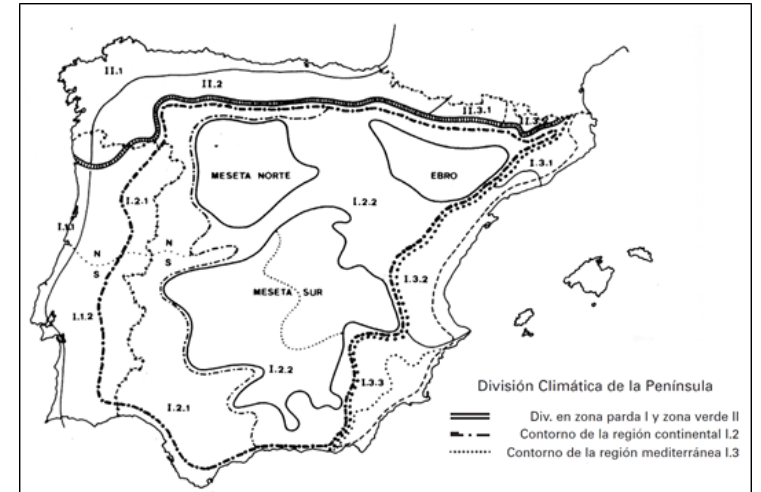 II.1
II.2
II.3.1
II.3.
I.3.1
MESETA NORTE
EBRO
I.2.1
I.2.2
I.1.1
N
S
N
S
I.3.2
MESETA SUR
I.1.2
I.2.2
I.3.3
I.2.1
División Climática de la Península
Div. en zona parda I y zona verde II
Contorno de la región continental I.2
Contorno de la región mediterránea I.3